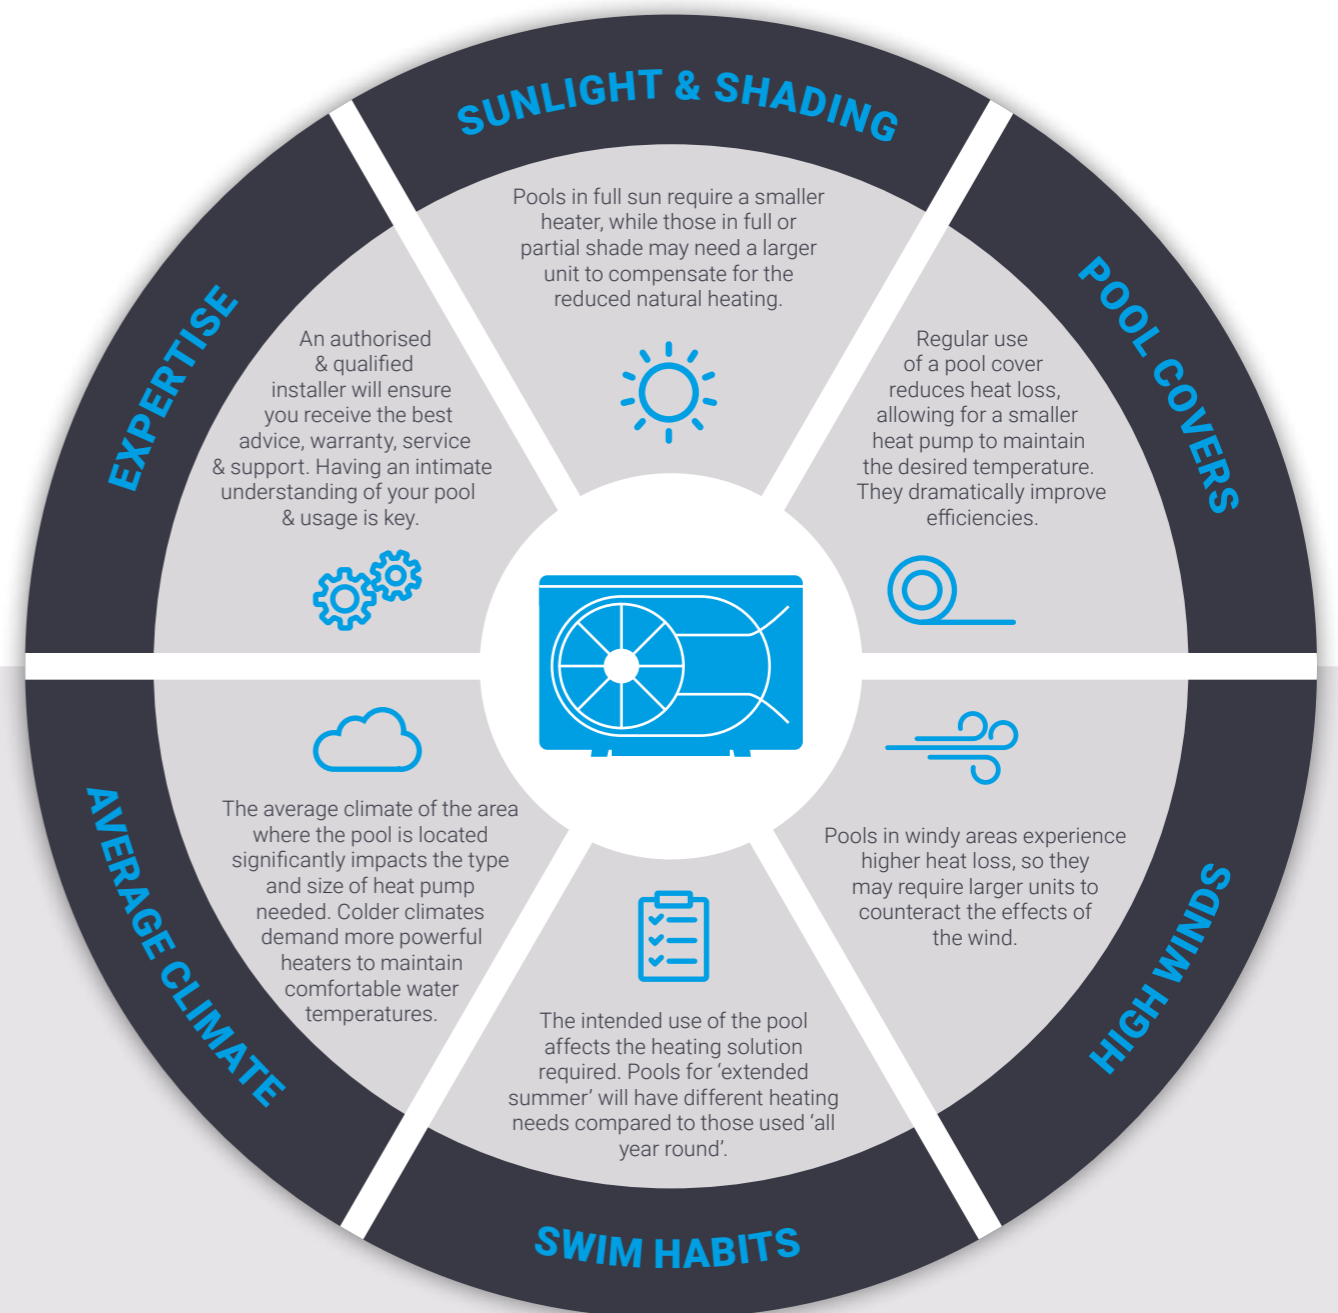 SUNLIGHT & SHADING
Pools in full sun require a smaller
heater, while those in full or
partial shade may need a larger
unit to compensate for the
reduced natural heating.
POOL COVERS
Regular use
of a pool cover
reduces heat loss,
allowing for a smaller
heat pump to maintain
the desired temperature.
They dramatically improve
efficiencies.
HIGH WINDS
Pools in windy areas experience
higher heat loss, so they
may require larger units to
counteract the effects of
the wind.
SWIM HABITS
The intended use of the pool
affects the heating solution
required. Pools for ‘extended
summer’ will have different heating
needs compared to those used ‘all
year round’.
AVERAGE CLIMATE
The average climate of the area
where the pool is located
significantly impacts the type
and size of heat pump
needed. Colder climates
demand more powerful
heaters to maintain
comfortable water
temperatures.
EXPERTISE
An authorised
& qualified
installer will ensure
you receive the best
advice, warranty, service
& support. Having an intimate
understanding of your pool
& usage is key.